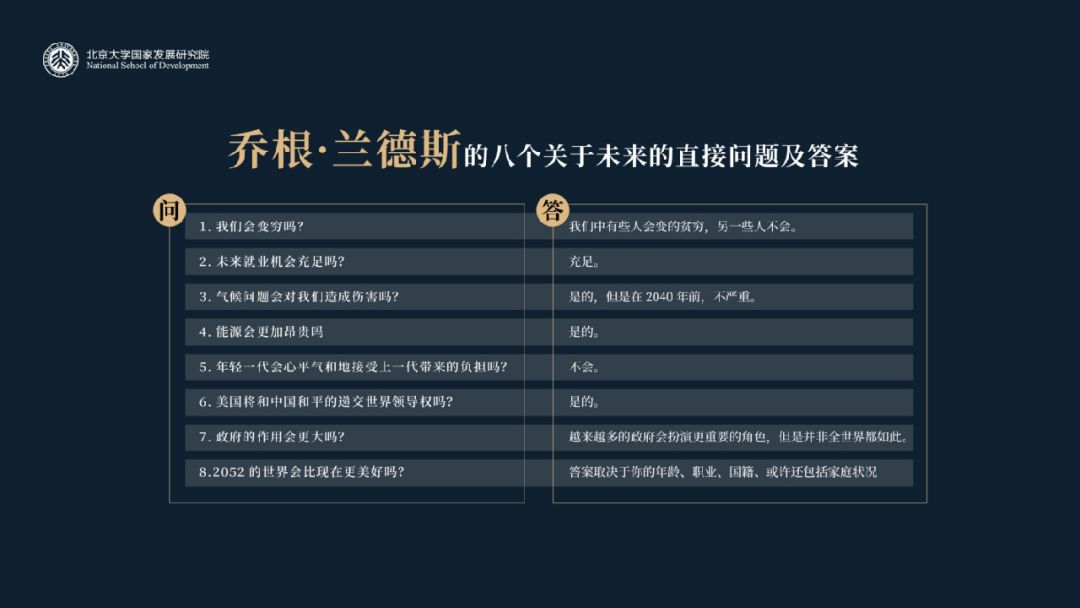 北京大学国家发展研究院
National School of Development
乔根·兰德斯的八个关于未来的直接问题及答案
问 答
1. 我们会变穷吗? 我们中有些人会变的贫穷，另一些人不会。
2. 未来就业机会充足吗? 充足。
3. 气候问题会对我们造成伤害吗? 是的，但是在 2040 年前，不严重。
4. 能源会更加昂贵吗 是的。
5. 年轻一代会心平气和地接受上一代带来的负担吗? 不会。
6. 美国将和中国和平的递交世界领导权吗? 是的。
7. 政府的作用会更大吗? 越来越多的政府会扮演更重要的角色，但是并非全世界都如此。
8.2052 的世界会比现在更美好吗? 答案取决于你的年龄、职业、国籍、或许还包括家庭状况